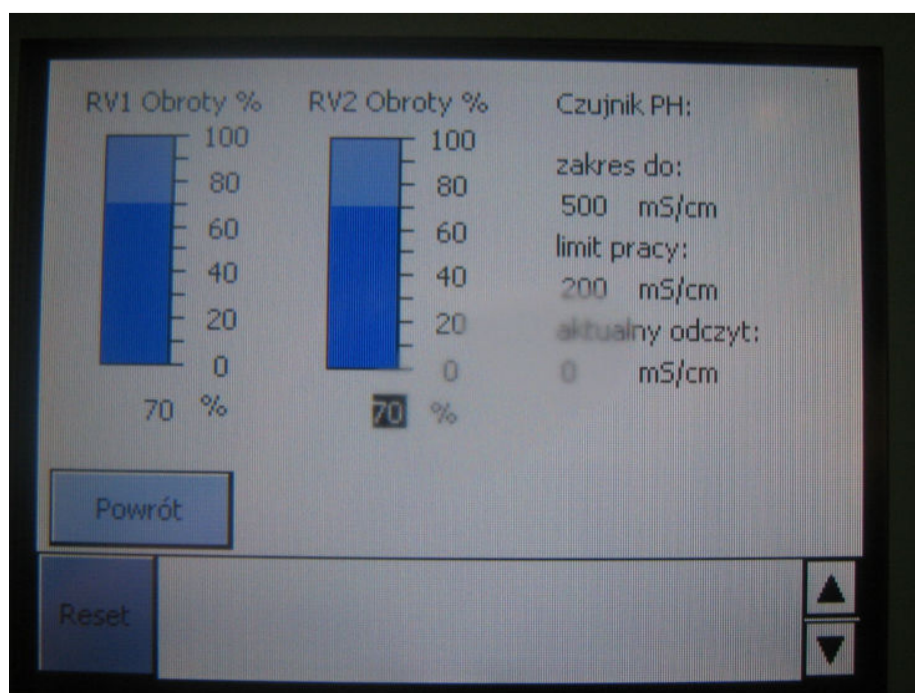 RV1 Obroty %
100
80
60
40
20
0
70 %
RV2 Obroty %
100
80
60
40
20
0
70 %
Czujnik PH:
zakres do:
500 mS/cm
limit pracy:
200 mS/cm
aktualny odczyt:
0 mS/cm
Powrót
Reset